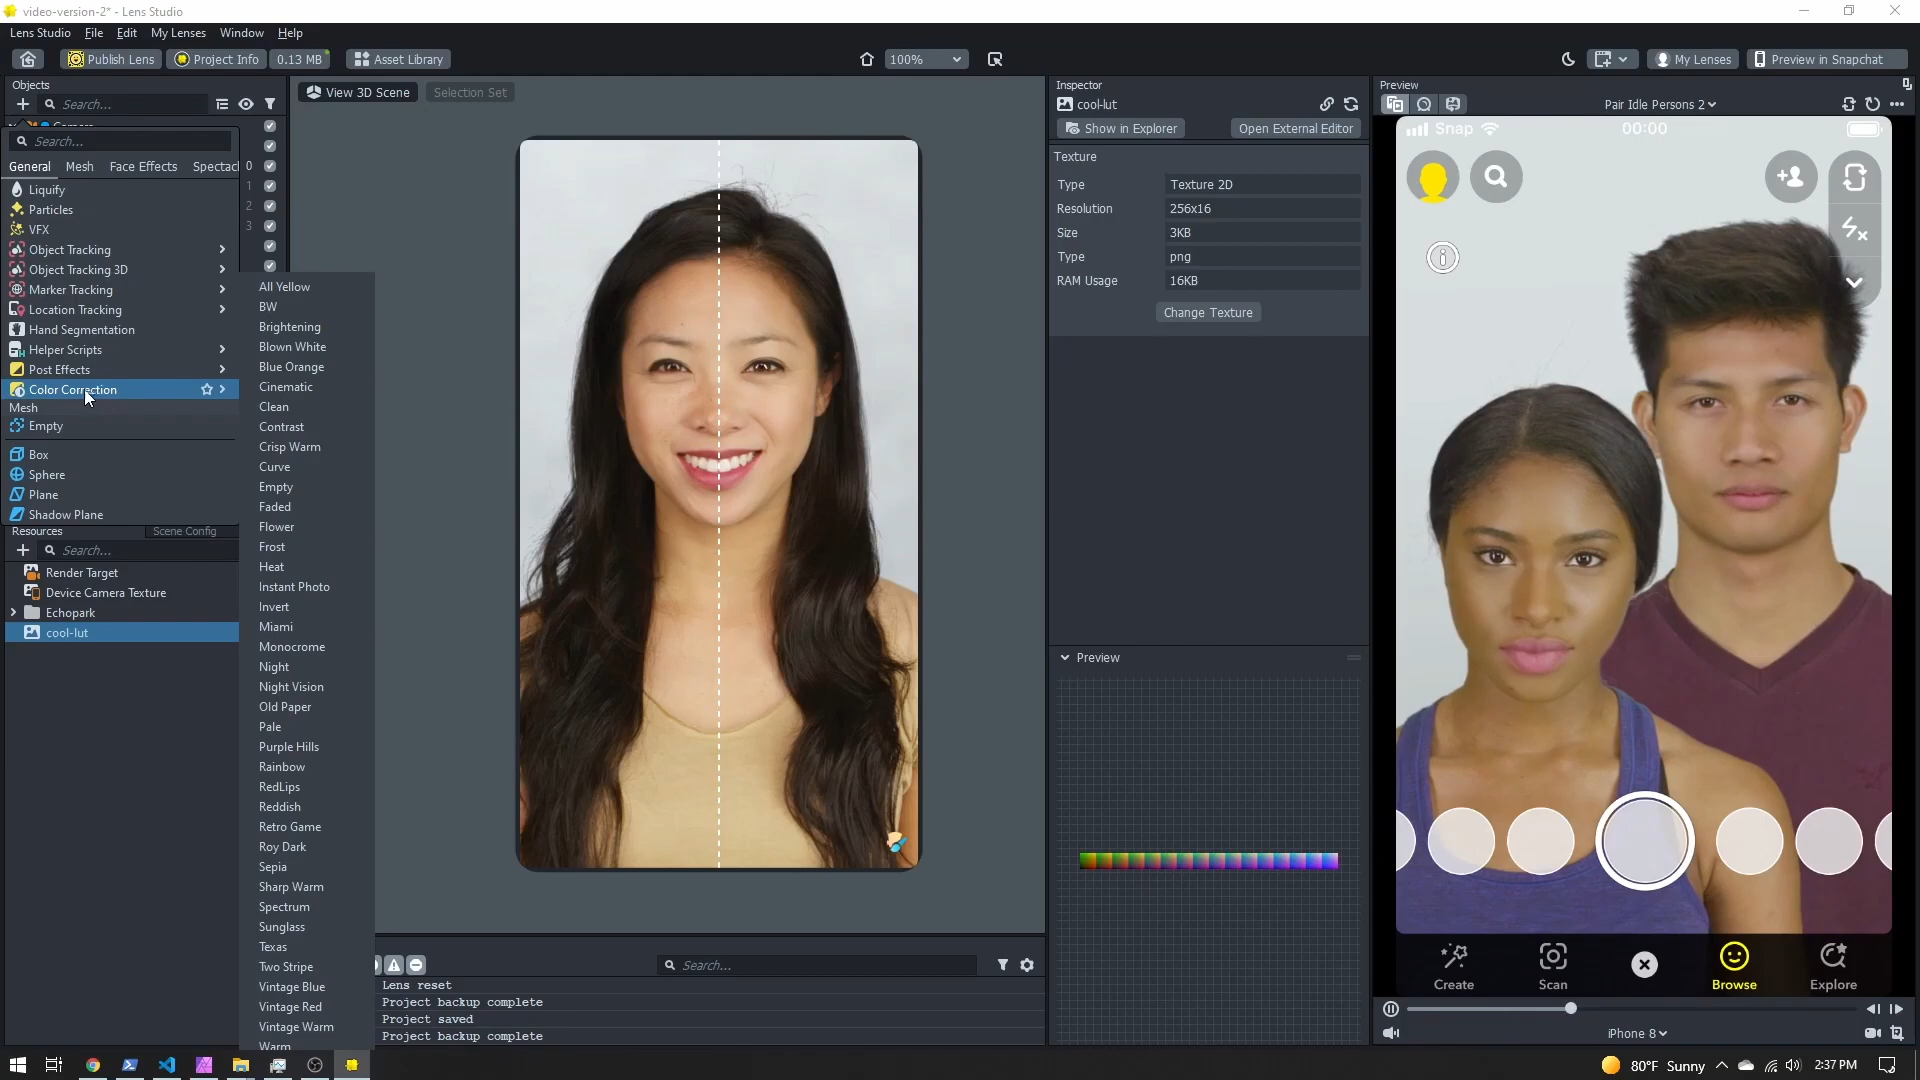 video-version-2* - Lens Studio
Lens Studio File Edit My Lenses Window Help
Publish Lens Project Info 0.13 MB Asset Library 100% My Lenses Preview in Snapchat
Objects
Search...
Search...
General Mesh Face Effects Spectacl
Liquify
Particles
VFX
Object Tracking
Object Tracking 3D
Marker Tracking
Location Tracking
Hand Segmentation
Helper Scripts
Post Effects
Color Correction
Mesh
Empty
Box
Sphere
Plane
Shadow Plane
0
1
2
3
Resources Scene Config
Search...
Render Target
Device Camera Texture
Echopark
cool-lut
All Yellow
BW
Brightening
Blown White
Blue Orange
Cinematic
Clean
Contrast
Crisp Warm
Curve
Empty
Faded
Flower
Frost
Heat
Instant Photo
Invert
Miami
Monocrome
Night
Night Vision
Old Paper
Pale
Purple Hills
Rainbow
RedLips
Reddish
Retro Game
Roy Dark
Sepia
Sharp Warm
Spectrum
Sunglass
Texas
Two Stripe
Vintage Blue
Vintage Red
Vintage Warm
Warm
View 3D Scene Selection Set
Search...
Lens reset
Project backup complete
Project saved
Project backup complete
Inspector
cool-lut
Show in Explorer Open External Editor
Texture
Type Texture 2D
Resolution 256x16
Size 3KB
Type png
RAM Usage 16KB
Change Texture
Preview
Preview
Pair Idle Persons 2
Snap 00:00
Create Scan Browse Explore
iPhone 8
80°F Sunny 2:37 PM